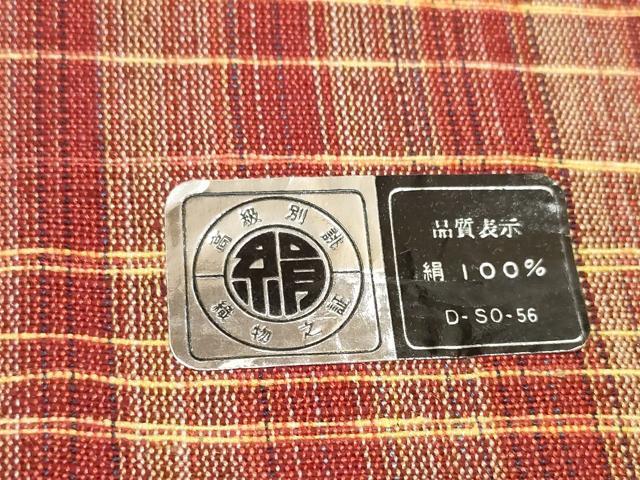 高級別誂
絹
織物之証
品質表示
絹 100%
D-SO-56